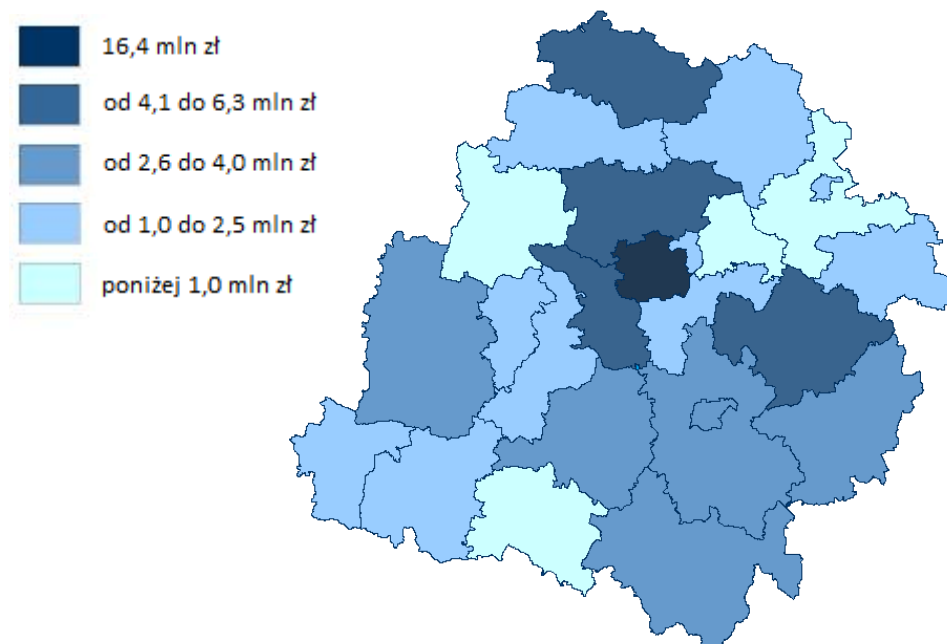 16,4 mln zł
od 4,1 do 6,3 mln zł
od 2,6 do 4,0 mln zł
od 1,0 do 2,5 mln zł
poniżej 1,0 mln zł